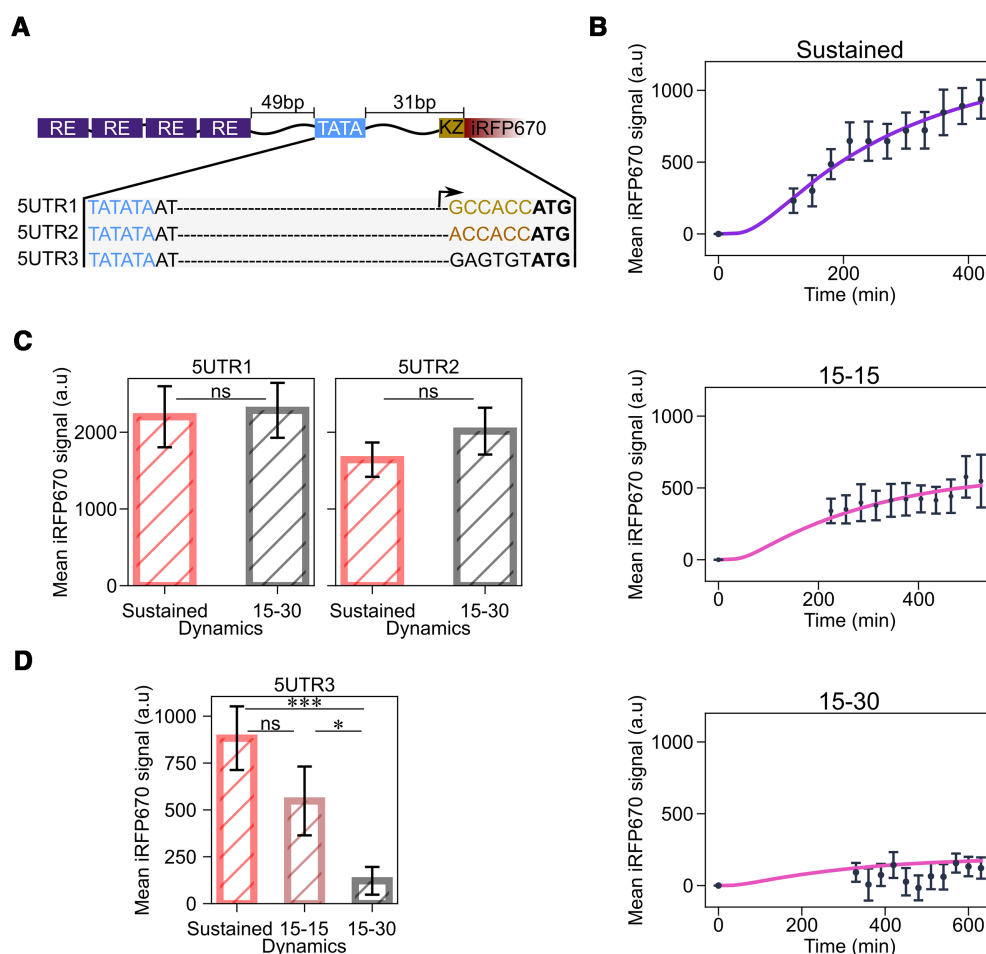 A
49bp 31bp
RE RE RE RE TATA KZ iRFP670
5UTR1 TATATAAT GCCACCATG
5UTR2 TATATAAT ACCACCATG
5UTR3 TATATAAT GAGTGTATG
B
Sustained
Mean iRFP670 signal (a.u)
1000
500
0
0 200 400
Time (min)
15-15
Mean iRFP670 signal (a.u)
1000
500
0
0 200 400
Time (min)
15-30
Mean iRFP670 signal (a.u)
1000
500
0
0 200 400 600
Time (min)
C
Mean iRFP670 signal (a.u)
5UTR1 5UTR2
ns ns
2000
1000
0
Sustained 15-30 Sustained 15-30
Dynamics Dynamics
D
Mean iRFP670 signal (a.u)
5UTR3
***
ns *
1000
750
500
250
0
Sustained 15-15 15-30
Dynamics